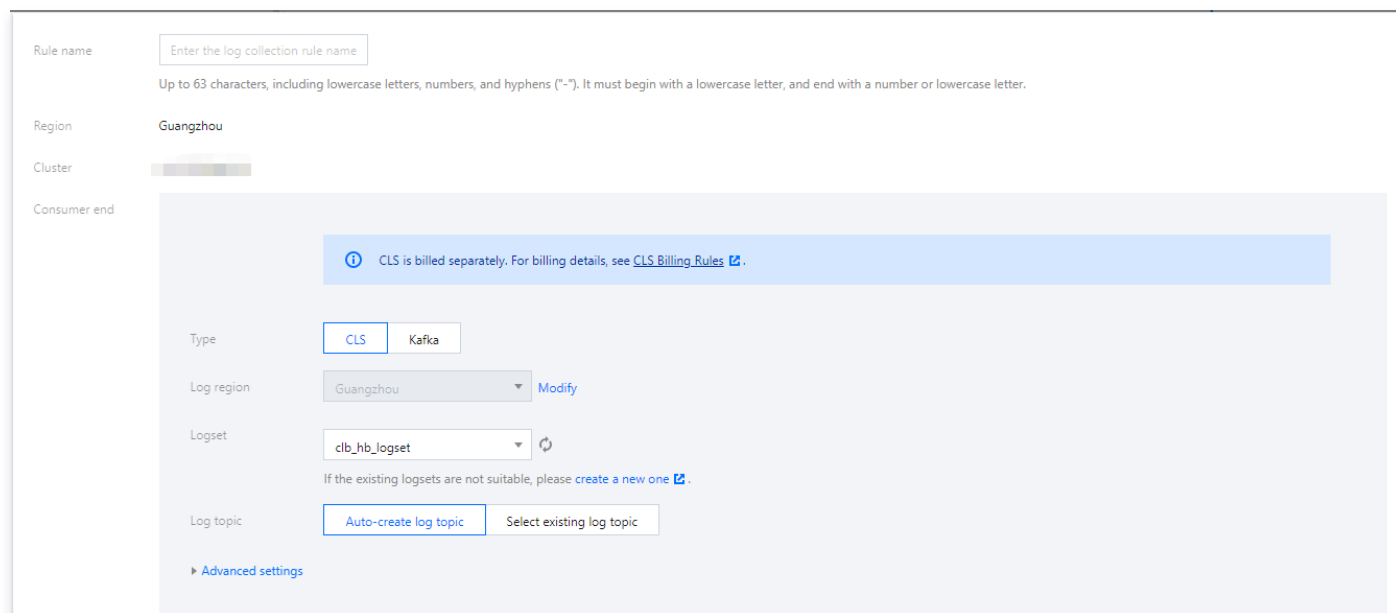 Rule name
Enter the log collection rule name
Up to 63 characters, including lowercase letters, numbers, and hyphens ("-"). It must begin with a lowercase letter, and end with a number or lowercase letter.
Region Guangzhou
Cluster
Consumer end
CLS is billed separately. For billing details, see CLS Billing Rules .
Type CLS Kafka
Log region Guangzhou Modify
Logset clb_hb_logset
If the existing logsets are not suitable, please create a new one .
Log topic Auto-create log topic Select existing log topic
Advanced settings